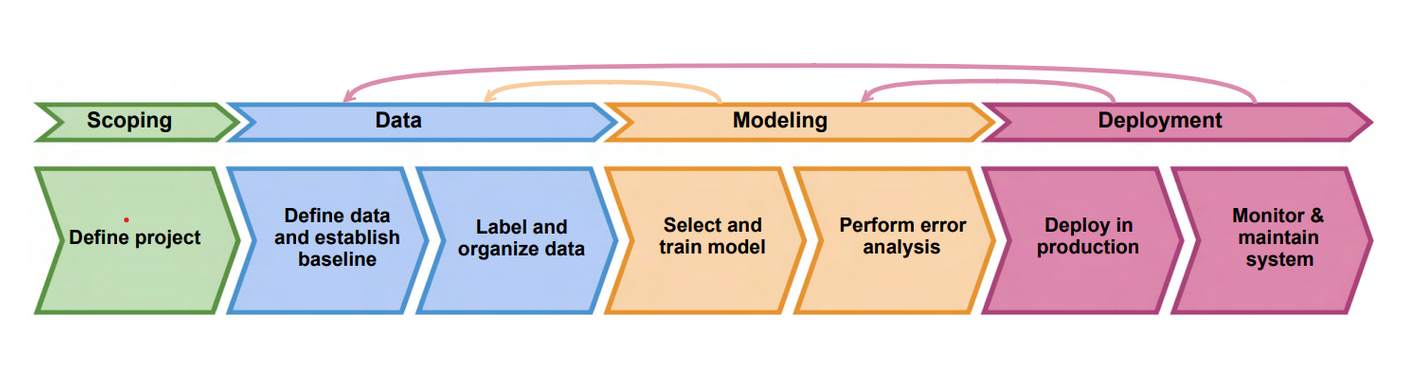 Scoping
Data
Modeling
Deployment
Define project
Define data
and establish
baseline
Label and
organize data
Select and
train model
Perform error
analysis
Deploy in
production
Monitor &
maintain
system